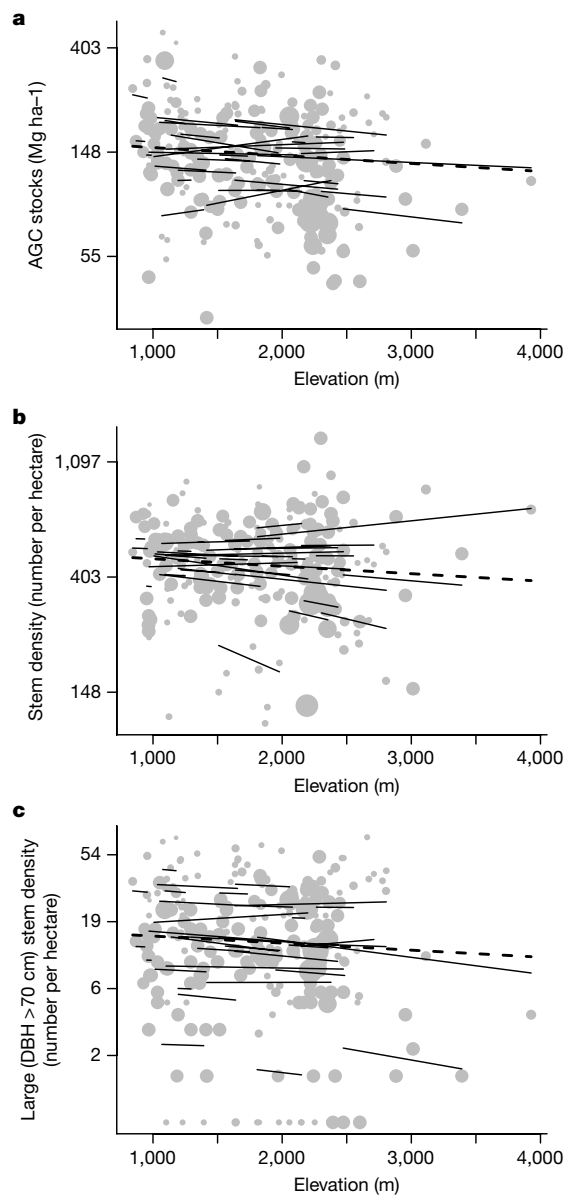 a
403
148
55
AGC stocks (Mg ha–1)
1,000 2,000 3,000 4,000
Elevation (m)
b
1,097
403
148
Stem density (number per hectare)
1,000 2,000 3,000 4,000
Elevation (m)
c
54
19
6
2
Large (DBH >70 cm) stem density
(number per hectare)
1,000 2,000 3,000 4,000
Elevation (m)